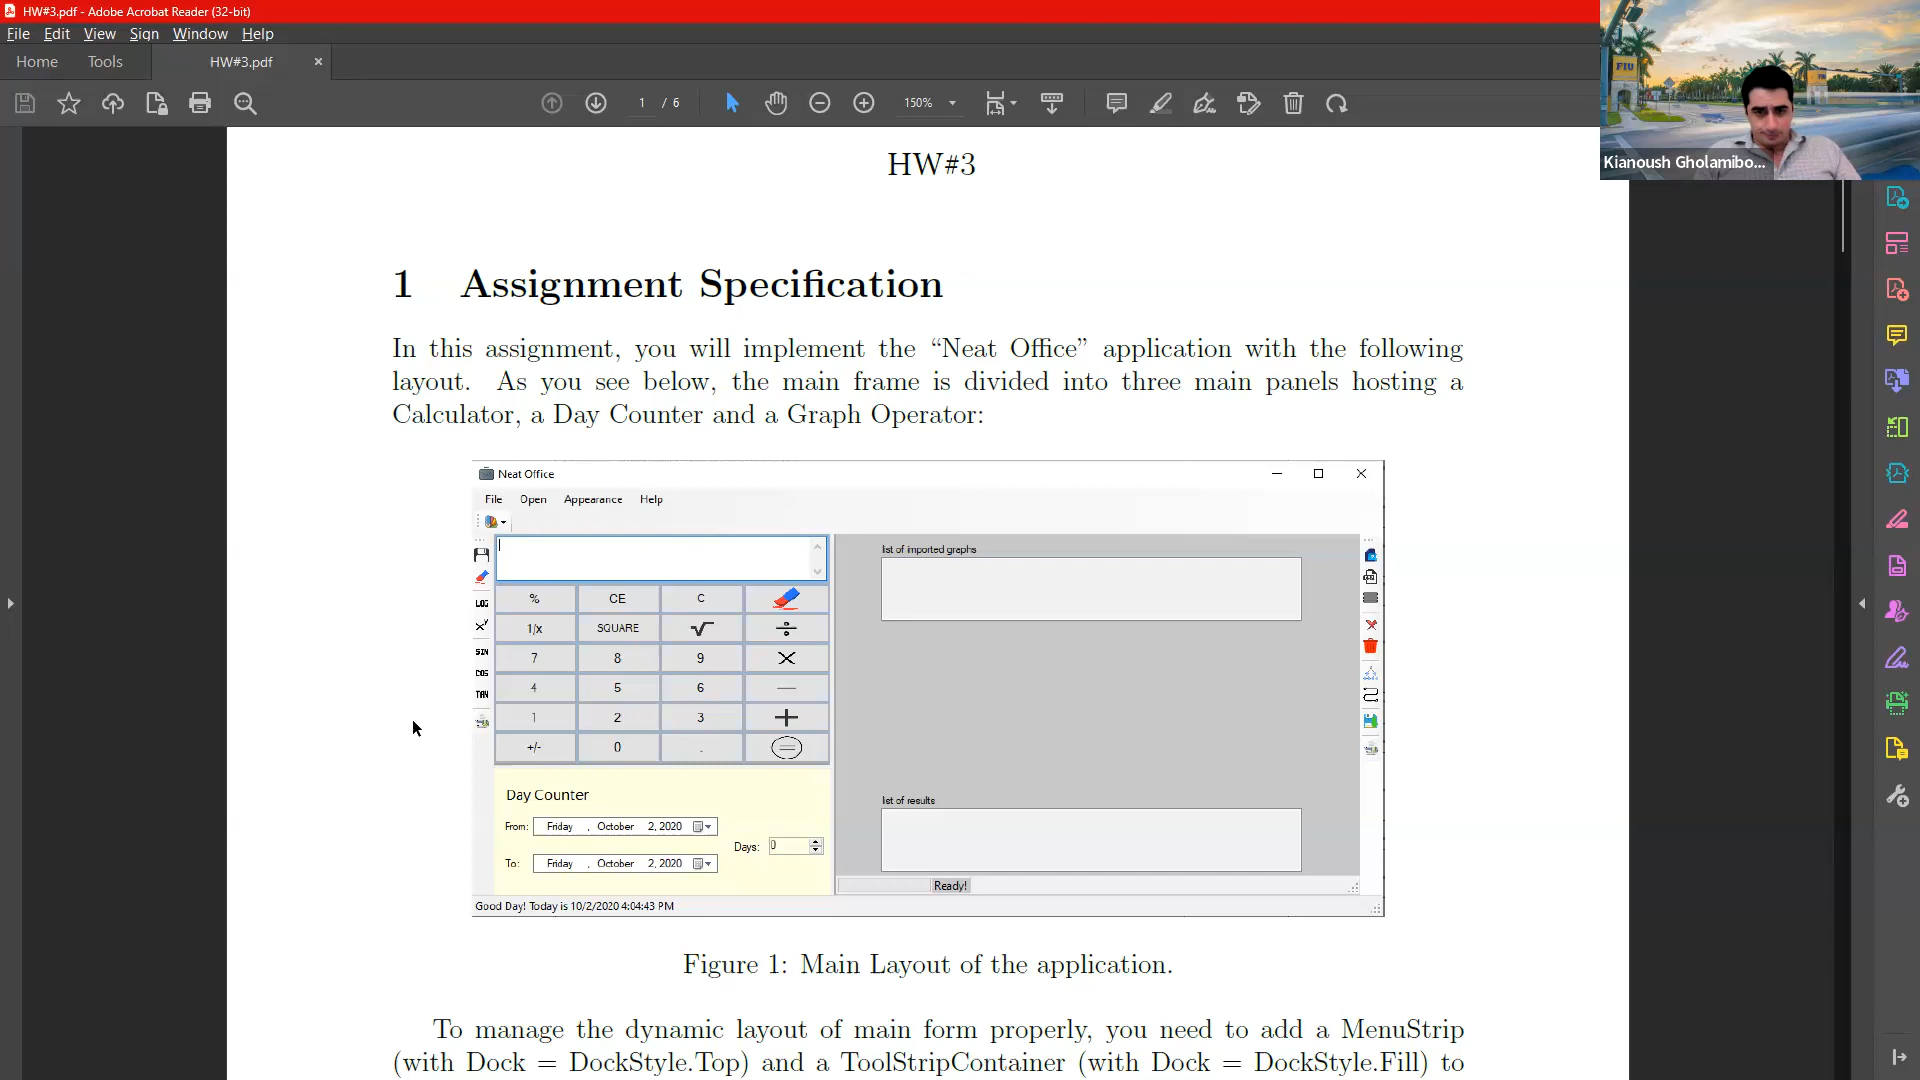 HW#3.pdf - Adobe Acrobat Reader (32-bit)
File Edit View Sign Window Help
Home Tools HW#3.pdf
1 / 6
150%
FIU
Kianoush Gholamibo...
HW#3
1 Assignment Specification
In this assignment, you will implement the “Neat Office” application with the following
layout. As you see below, the main frame is divided into three main panels hosting a
Calculator, a Day Counter and a Graph Operator:
Neat Office
File Open Appearance Help
list of imported graphs
% CE C
LOG
1/x SQUARE √ ÷
X^Y
SIN
7 8 9 ×
COS
4 5 6 —
TAN
1 2 3 +
+/- 0 . =
Day Counter
From: Friday , October 2, 2020
Days: 0
To: Friday , October 2, 2020
list of results
Ready!
Good Day! Today is 10/2/2020 4:04:43 PM
Figure 1: Main Layout of the application.
To manage the dynamic layout of main form properly, you need to add a MenuStrip
(with Dock = DockStyle.Top) and a ToolStripContainer (with Dock = DockStyle.Fill) to